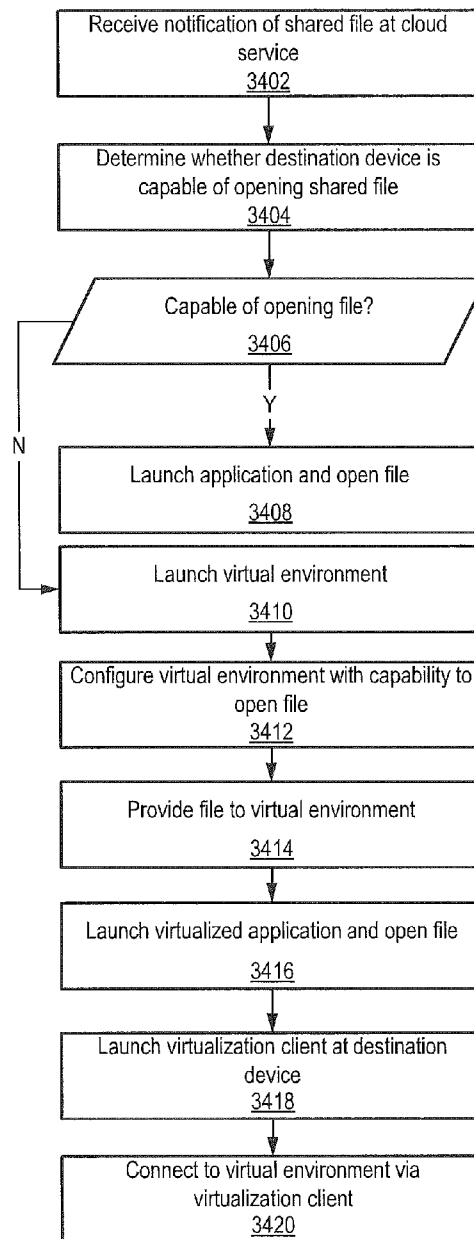 Receive notification of shared file at cloud
service
3402
Determine whether destination device is
capable of opening shared file
3404
Capable of opening file?
3406
Y
N
Launch application and open file
3408
Launch virtual environment
3410
Configure virtual environment with capability to
open file
3412
Provide file to virtual environment
3414
Launch virtualized application and open file
3416
Launch virtualization client at destination
device
3418
Connect to virtual environment via
virtualization client
3420